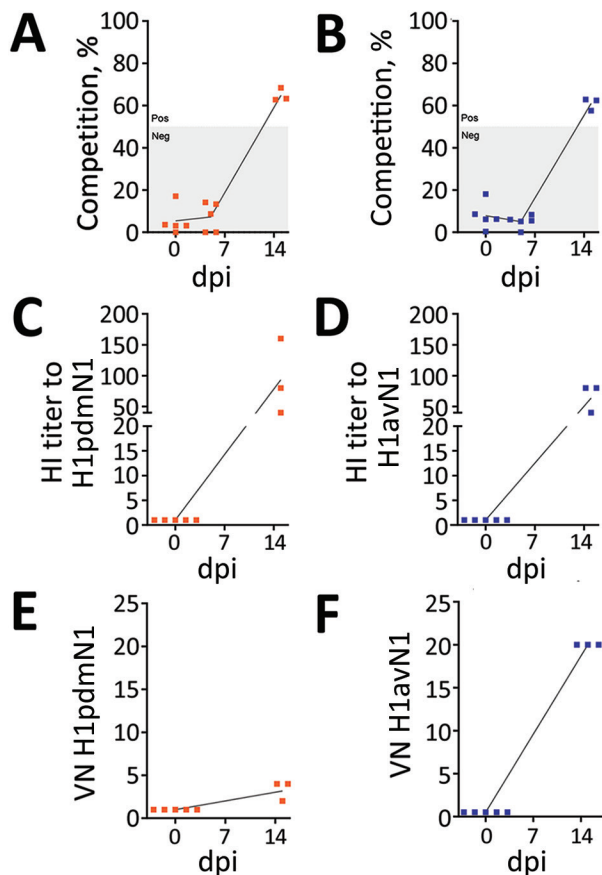 A
Competition, %
100
80
60
40
20
0
Pos
Neg
0 7 14
dpi
B
Competition, %
100
80
60
40
20
0
Pos
Neg
0 7 14
dpi
C
HI titer to
H1pdmN1
200
150
100
50
20
15
10
5
0
0 7 14
dpi
D
HI titer to
H1avN1
200
150
100
50
20
15
10
5
0
0 7 14
dpi
E
VN H1pdmN1
25
20
15
10
5
0
0 7 14
dpi
F
VN H1avN1
25
20
15
10
5
0
0 7 14
dpi